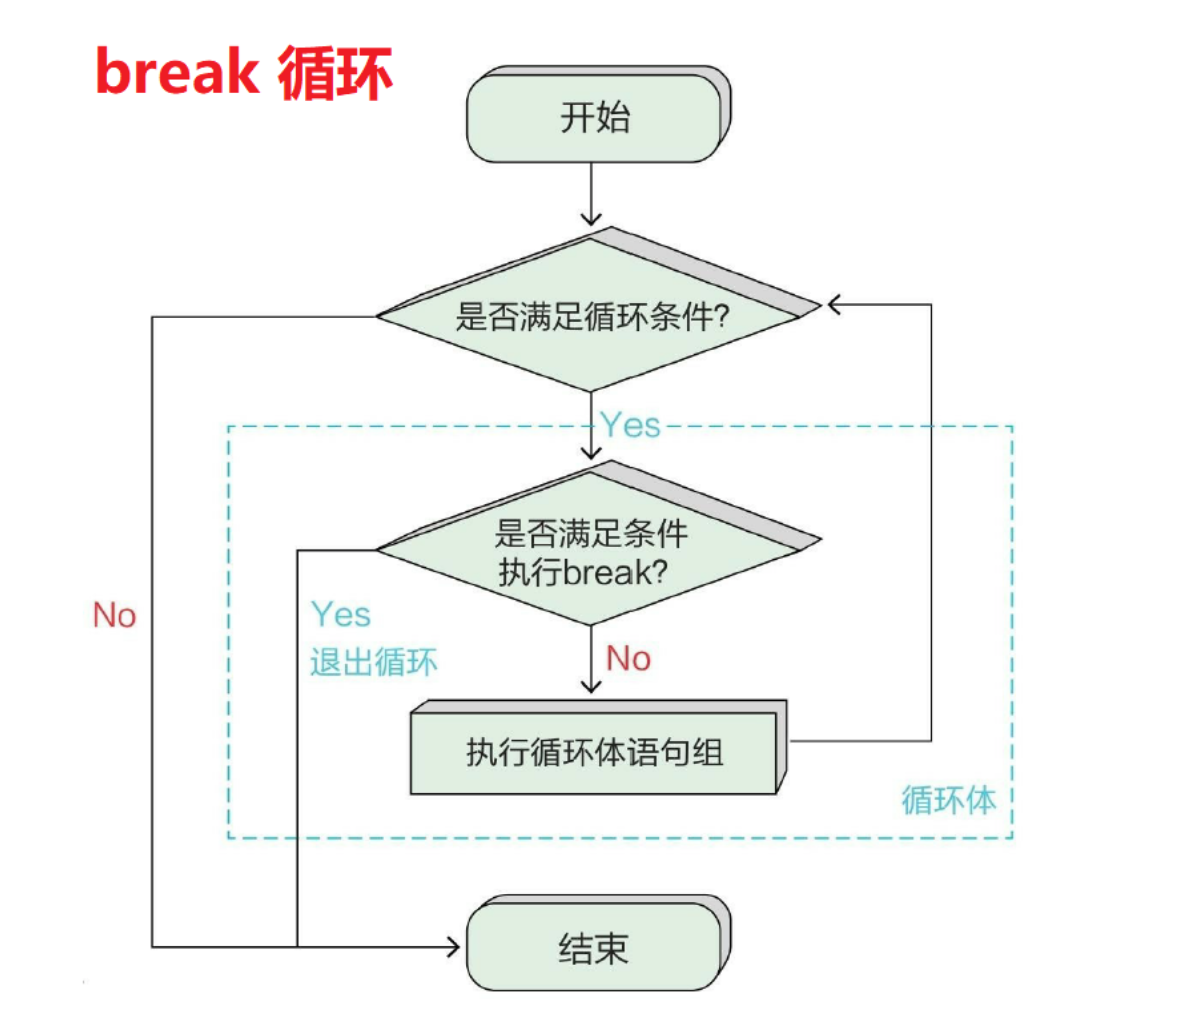 break 循环
开始
是否满足循环条件?
Yes
是否满足条件
执行break?
No
Yes
退出循环
No
执行循环体语句组
循环体
结束